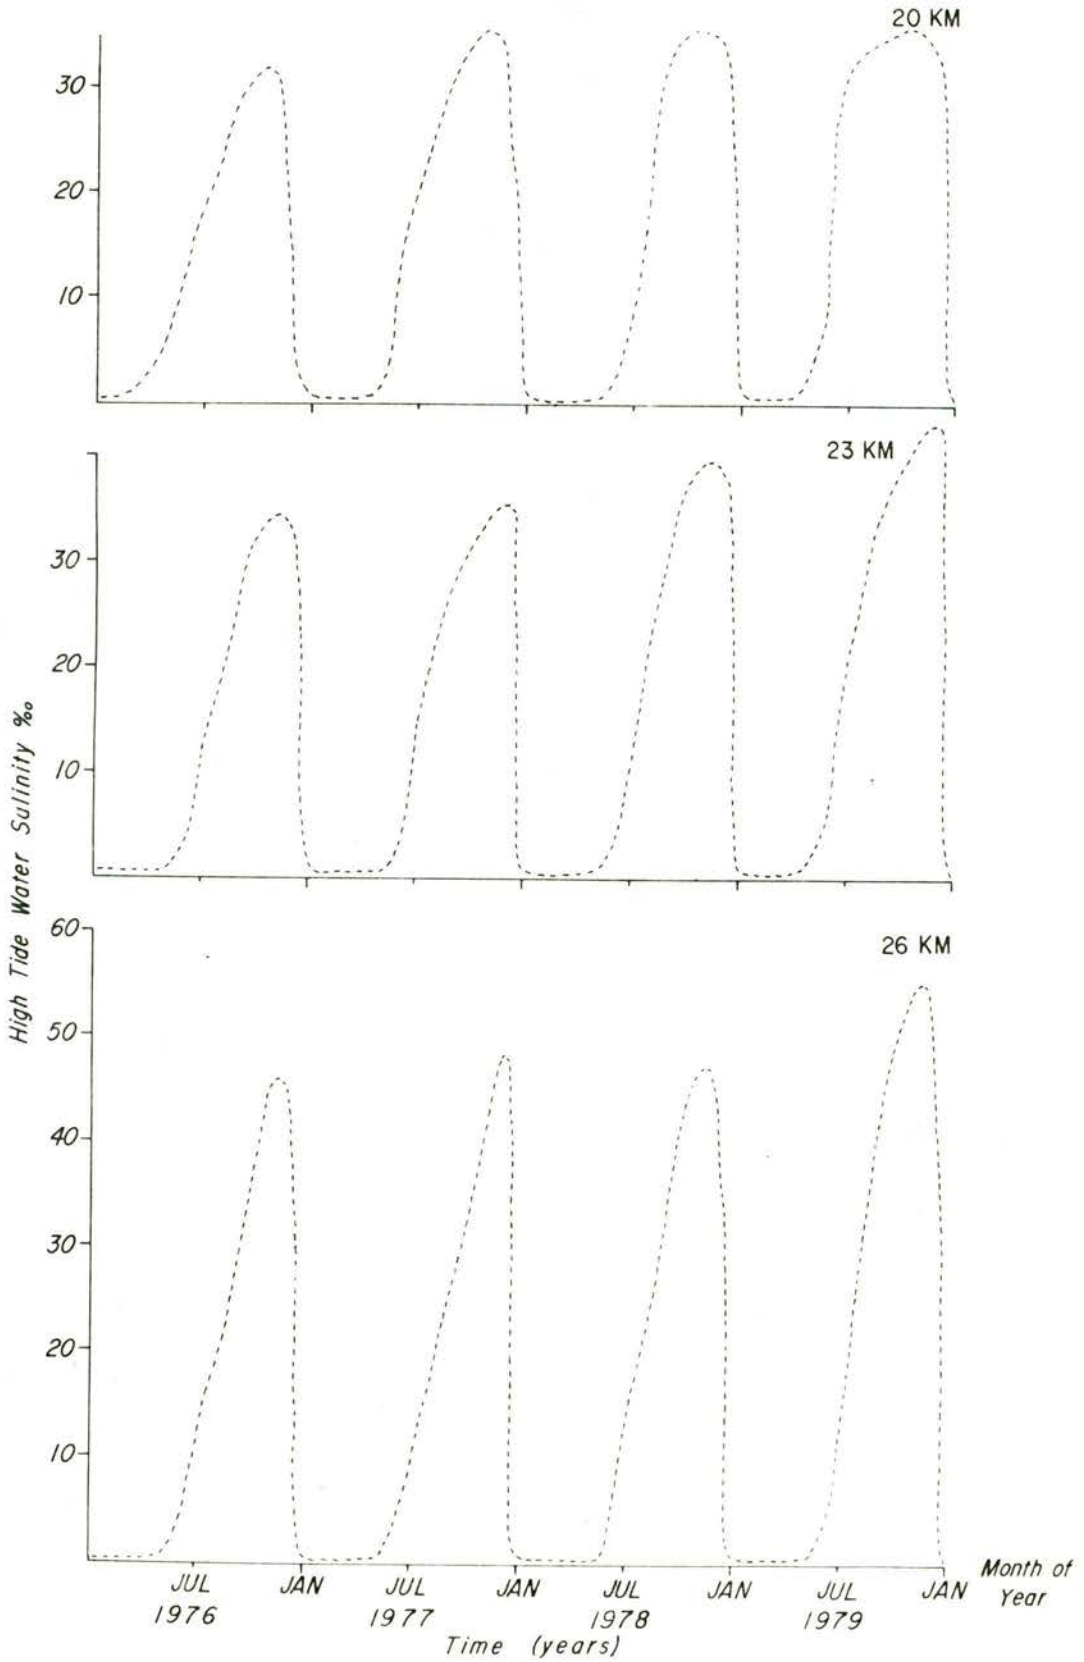 20 KM
30
20
10
23 KM
30
20
10
High Tide Water Sulinity ‰
60
26 KM
50
40
30
20
10
JUL JAN JUL JAN JUL JAN JUL JAN
1976 1977 1978 1979
Month of
Year
Time (years)